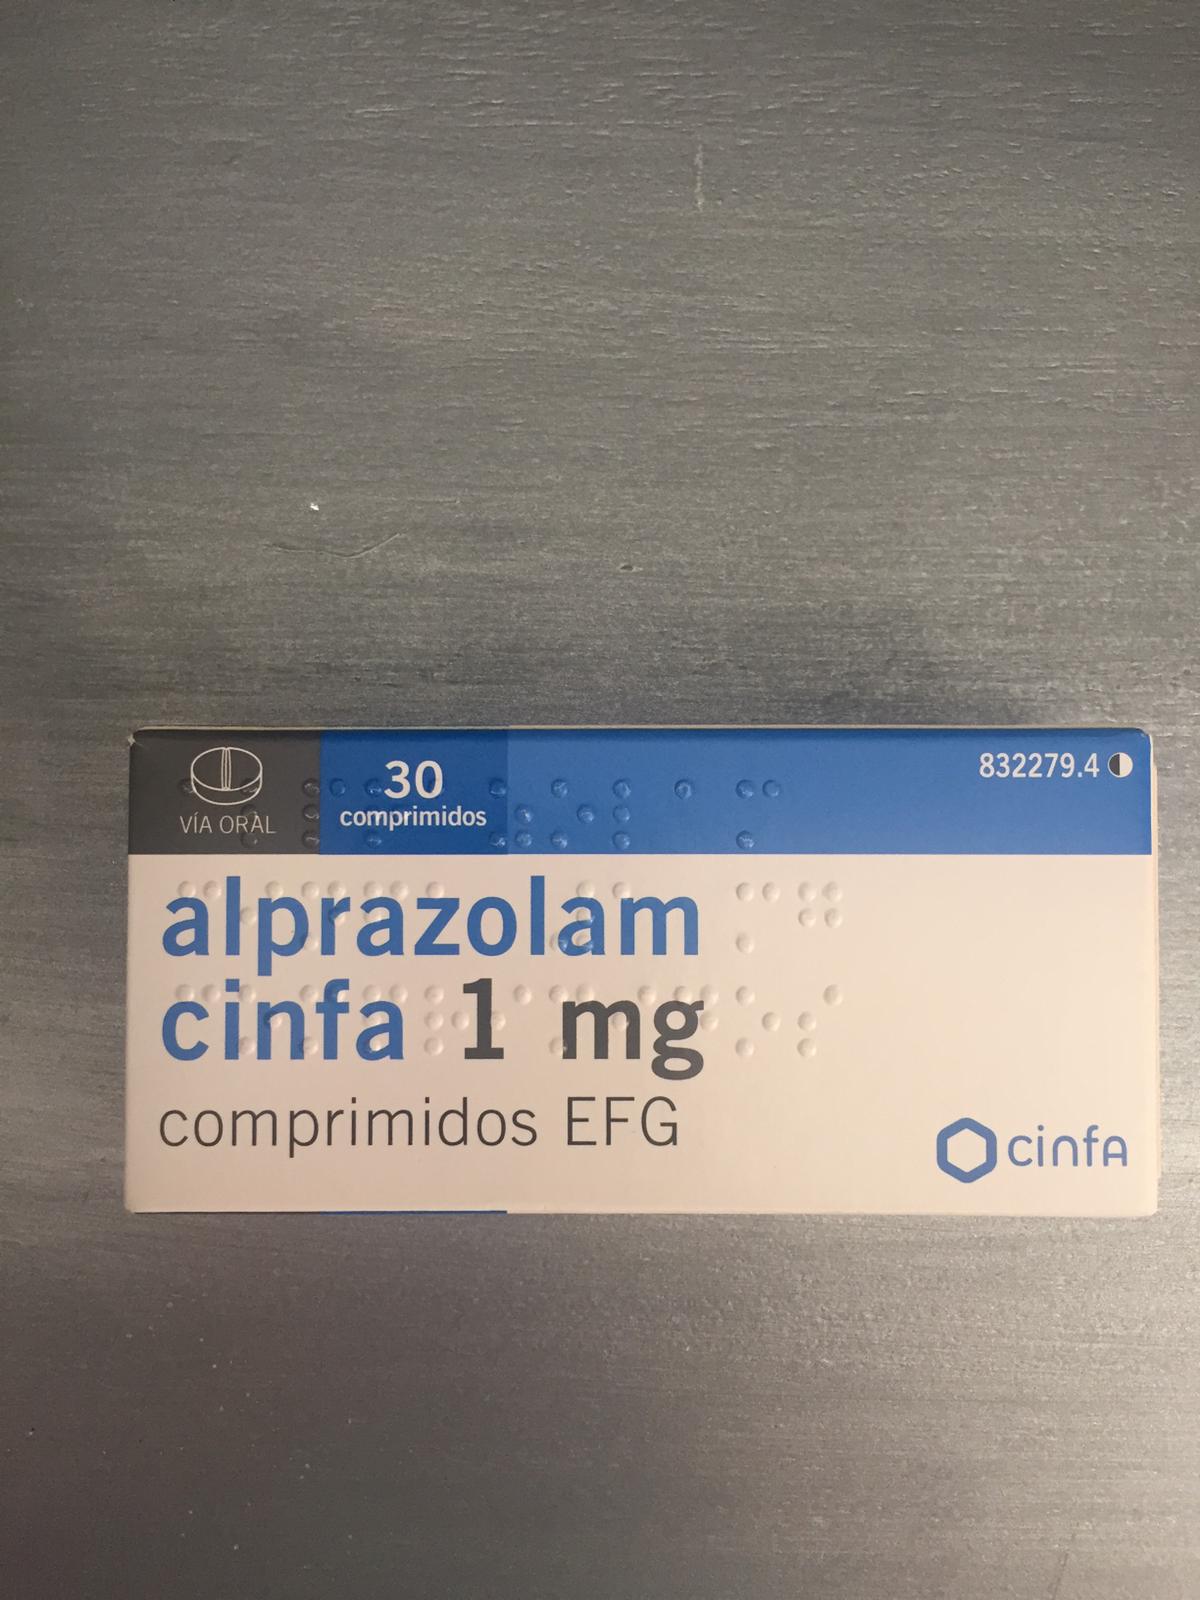 VÍA ORAL
30
comprimidos
832279.4
alprazolam
cinfa 1 mg
comprimidos EFG
cinfa